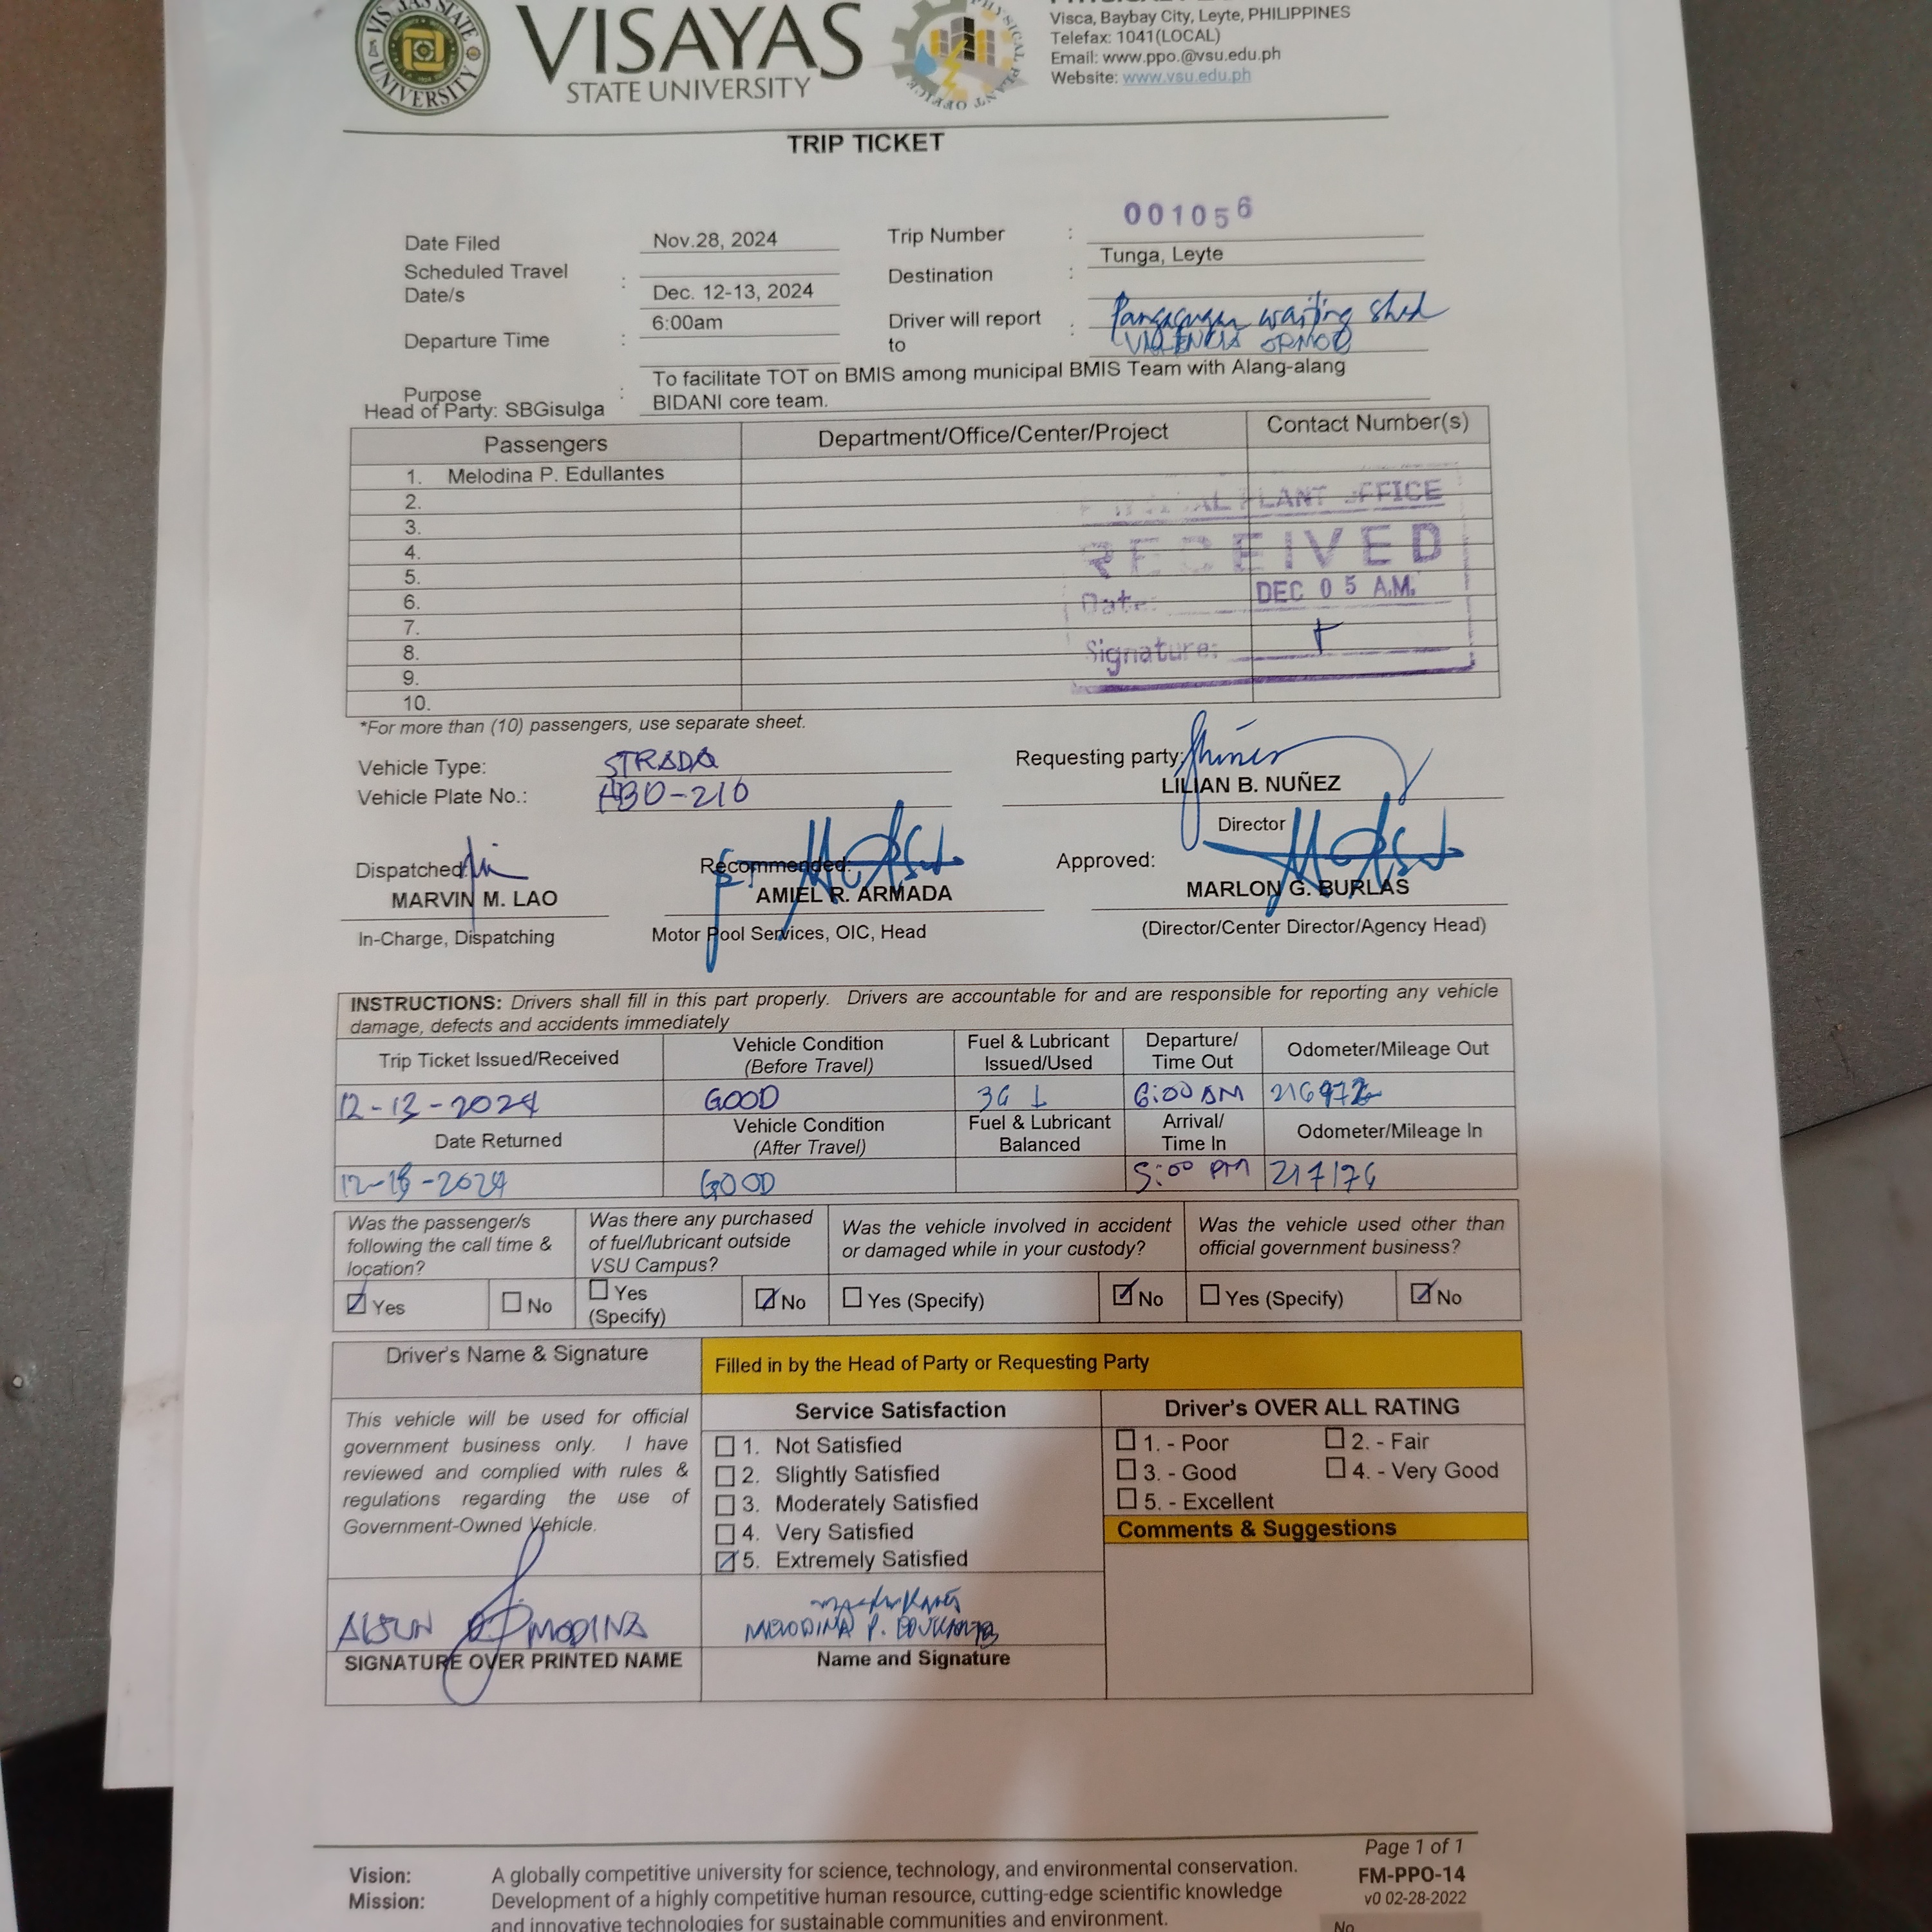 VISAYAS STATE UNIVERSITY
VISAYAS
STATE UNIVERSITY
PHYSICAL PLANT OFFICE
Visca, Baybay City, Leyte, PHILIPPINES
Telefax: 1041(LOCAL)
Email: www.ppo.@vsu.edu.ph
Website: www.vsu.edu.ph
TRIP TICKET
Date Filed Nov.28, 2024 Trip Number : 001056
Scheduled Travel Date/s : Dec. 12-13, 2024 Destination : Tunga, Leyte
Departure Time : 6:00am Driver will report to : Pangasugan waiting shed
VALENCIA ORMOC
Purpose : To facilitate TOT on BMIS among municipal BMIS Team with Alang-alang
BIDANI core team.
Head of Party: SBGisulga
Passengers Department/Office/Center/Project Contact Number(s)
1. Melodina P. Edullantes
2.
3.
4.
5.
6.
7.
8.
9.
10.
PLANT OFFICE
RECEIVED
Date: DEC 05 A.M.
Signature:
*For more than (10) passengers, use separate sheet.
Vehicle Type: STRADA Requesting party:
Vehicle Plate No.: LILIAN B. NUÑEZ
Director
Dispatched: Recommended: Approved:
MARVIN M. LAO AMIEL R. ARMADA MARLON G. BURLAS
In-Charge, Dispatching Motor Pool Services, OIC, Head (Director/Center Director/Agency Head)
INSTRUCTIONS: Drivers shall fill in this part properly. Drivers are accountable for and are responsible for reporting any vehicle
damage, defects and accidents immediately
Trip Ticket Issued/Received Vehicle Condition (Before Travel) Fuel & Lubricant Issued/Used Departure/ Time Out Odometer/Mileage Out
12-13-2024 GOOD 6:00 AM
Date Returned Vehicle Condition (After Travel) Fuel & Lubricant Balanced Arrival/ Time In Odometer/Mileage In
GOOD 5:00 PM 217176
Was the passenger/s following the call time & location?
Was there any purchased of fuel/lubricant outside VSU Campus?
Was the vehicle involved in accident or damaged while in your custody?
Was the vehicle used other than official government business?
Yes No Yes (Specify) No Yes (Specify) No Yes (Specify) No
Driver's Name & Signature Filled in by the Head of Party or Requesting Party
This vehicle will be used for official
government business only. I have
reviewed and complied with rules &
regulations regarding the use of
Government-Owned Vehicle.
Service Satisfaction
1. Not Satisfied
2. Slightly Satisfied
3. Moderately Satisfied
4. Very Satisfied
5. Extremely Satisfied
Driver's OVER ALL RATING
1. - Poor 2. - Fair
3. - Good 4. - Very Good
5. - Excellent
Comments & Suggestions
MODINA
SIGNATURE OVER PRINTED NAME
MELODINA P. EDULLANTES
Name and Signature
Page 1 of 1
FM-PPO-14
v0 02-28-2022
No
Vision: A globally competitive university for science, technology, and environmental conservation.
Mission: Development of a highly competitive human resource, cutting-edge scientific knowledge
and innovative technologies for sustainable communities and environment.